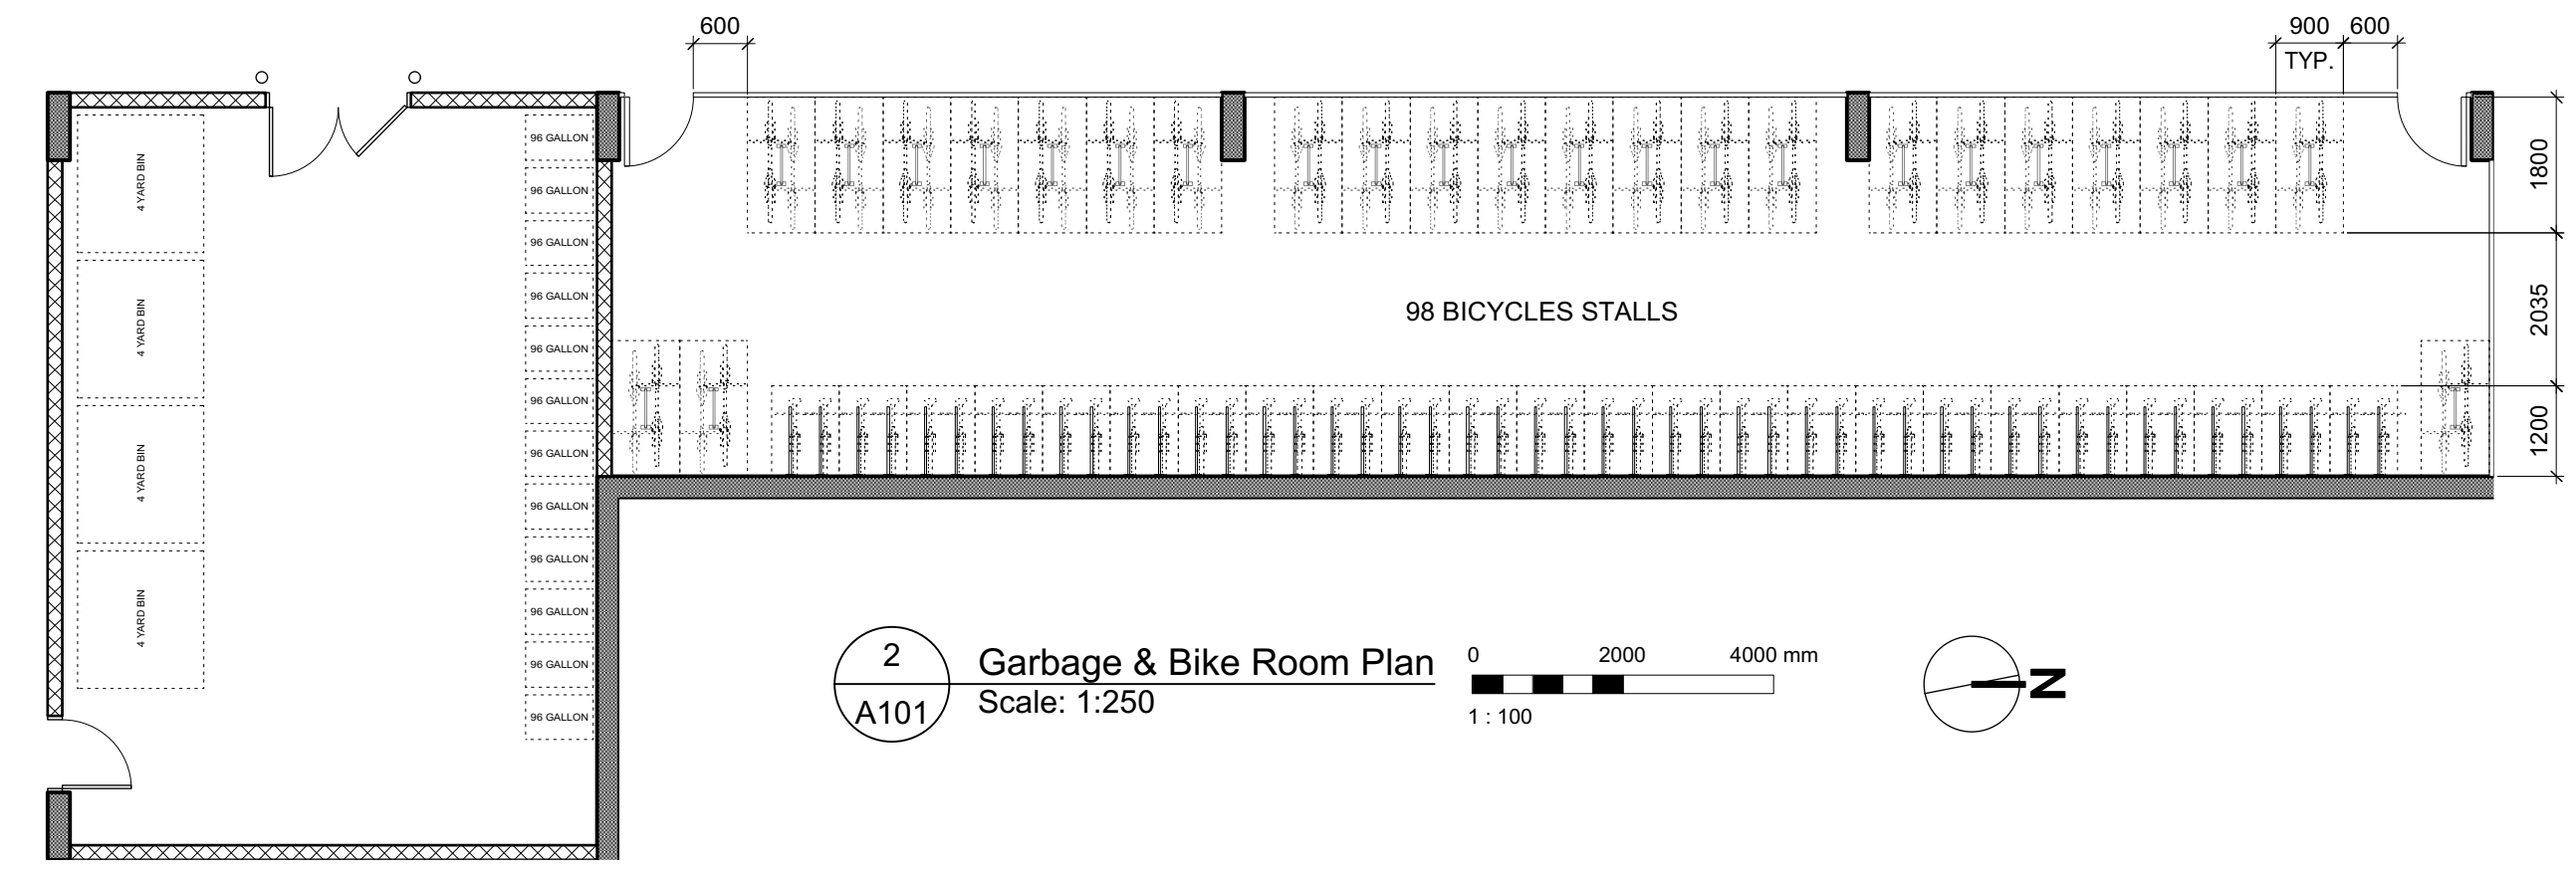 600
900 600
TYP.
1800
2035
1200
4 YARD BIN
4 YARD BIN
4 YARD BIN
4 YARD BIN
96 GALLON
96 GALLON
96 GALLON
96 GALLON
96 GALLON
96 GALLON
96 GALLON
96 GALLON
96 GALLON
96 GALLON
96 GALLON
96 GALLON
98 BICYCLES STALLS
2
A101
Garbage & Bike Room Plan
Scale: 1:250
0 2000 4000 mm
1 : 100
N